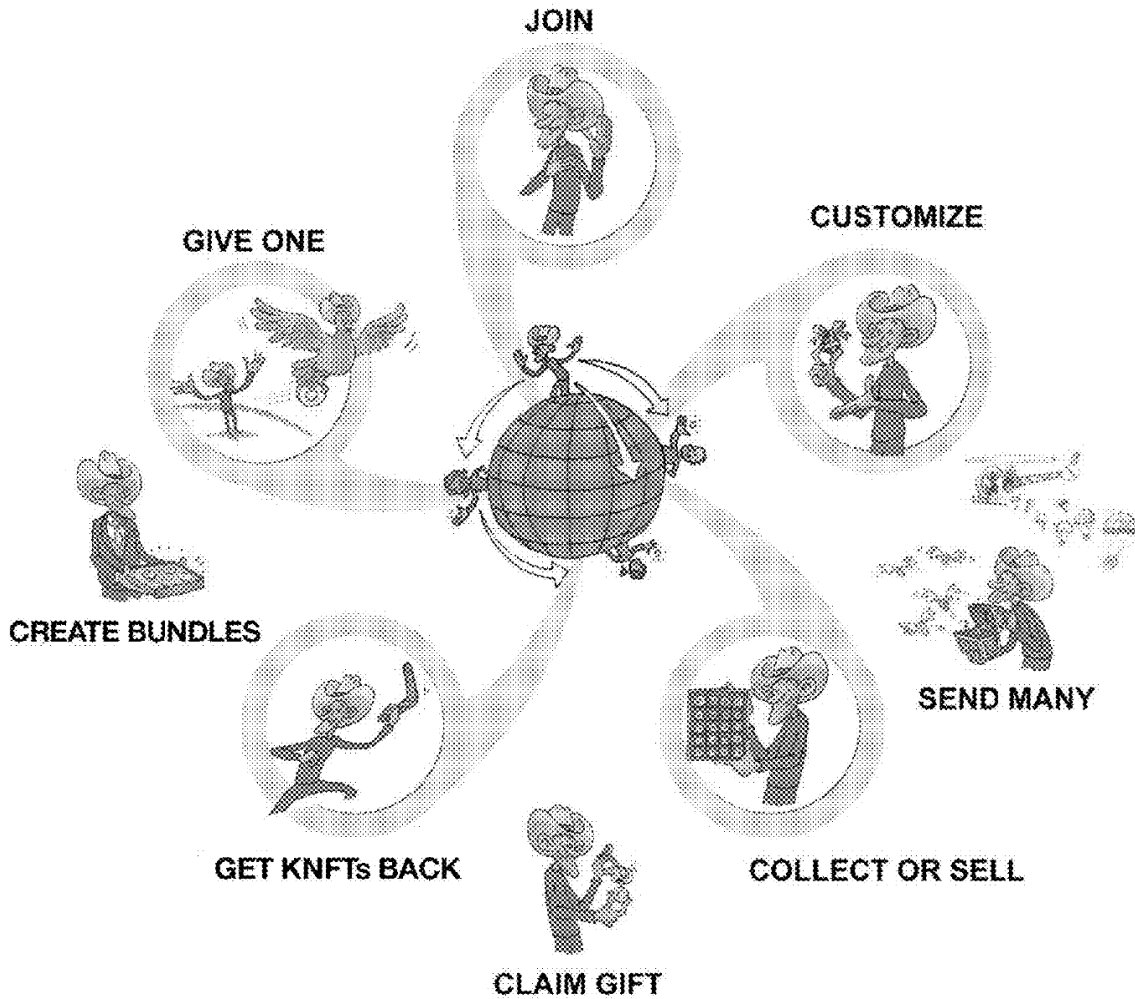 JOIN
CUSTOMIZE
GIVE ONE
CREATE BUNDLES
SEND MANY
GET KNFTs BACK
COLLECT OR SELL
CLAIM GIFT